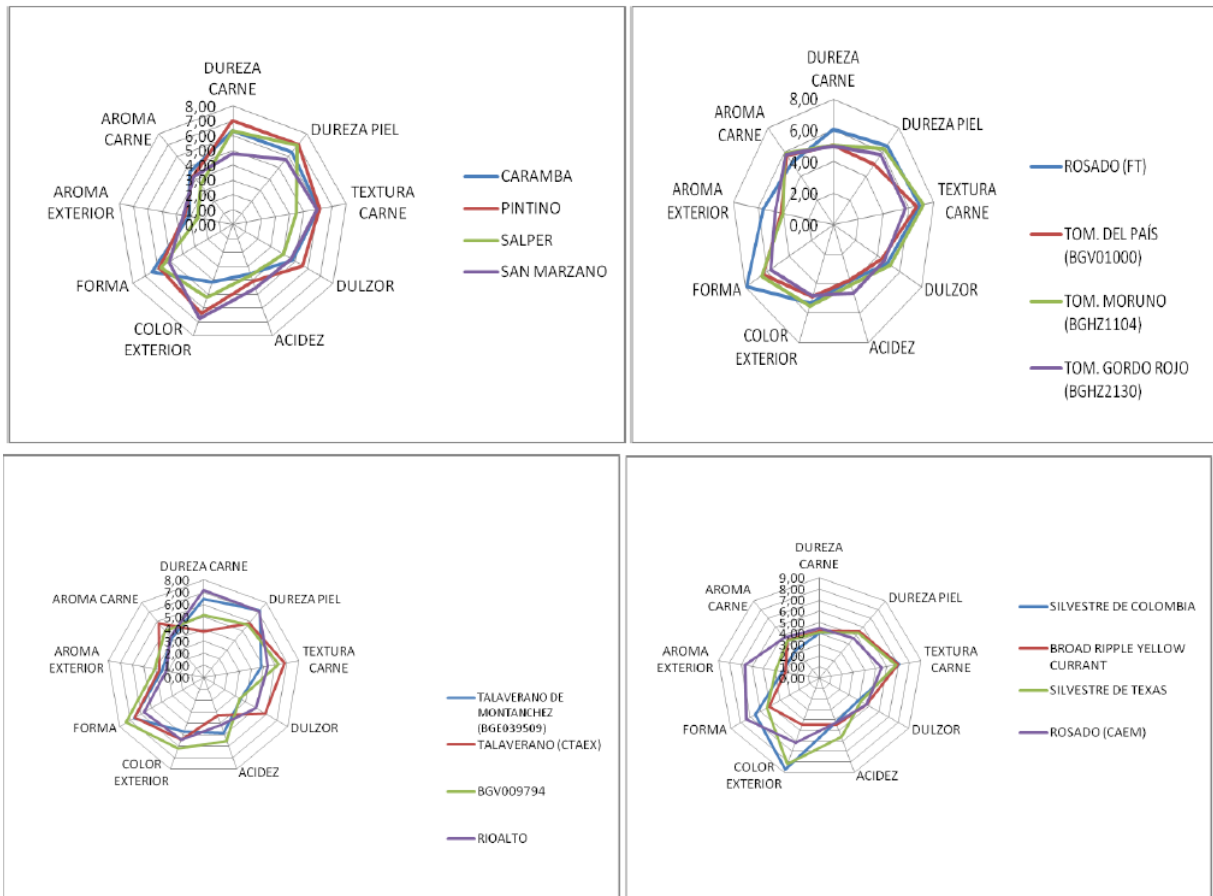 DUREZA
CARNE
8,00
7,00
6,00
5,00
4,00
3,00
2,00
1,00
0,00
DUREZA PIEL
TEXTURA
CARNE
DULZOR
ACIDEZ
COLOR
EXTERIOR
FORMA
AROMA
EXTERIOR
AROMA
CARNE
CARAMBA
PINTINO
SALPER
SAN MARZANO
DUREZA
CARNE
8,00
6,00
4,00
2,00
0,00
DUREZA PIEL
TEXTURA
CARNE
DULZOR
ACIDEZ
COLOR
EXTERIOR
FORMA
AROMA
EXTERIOR
AROMA
CARNE
ROSADO (FT)
TOM. DEL PAÍS
(BGV01000)
TOM. MORUNO
(BGHZ1104)
TOM. GORDO ROJO
(BGHZ2130)
DUREZA CARNE
8,00
7,00
6,00
5,00
4,00
3,00
2,00
1,00
0,00
DUREZA PIEL
TEXTURA
CARNE
DULZOR
ACIDEZ
COLOR
EXTERIOR
FORMA
AROMA
EXTERIOR
AROMA CARNE
TALAVERANO DE
MONTANCHEZ
(BGE039509)
TALAVERANO (CTAEX)
BGV009794
RIOALTO
DUREZA
CARNE
9,00
8,00
7,00
6,00
5,00
4,00
3,00
2,00
1,00
0,00
DUREZA PIEL
TEXTURA
CARNE
DULZOR
ACIDEZ
COLOR
EXTERIOR
FORMA
AROMA
EXTERIOR
AROMA
CARNE
SILVESTRE DE COLOMBIA
BROAD RIPPLE YELLOW
CURRANT
SILVESTRE DE TEXAS
ROSADO (CAEM)